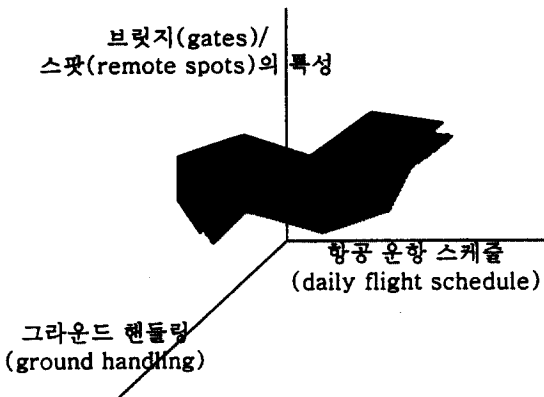 브릿지(gates)/
스팟(remote spots)의 특성
항공 운항 스케줄
(daily flight schedule)
그라운드 핸들링
(ground handling)